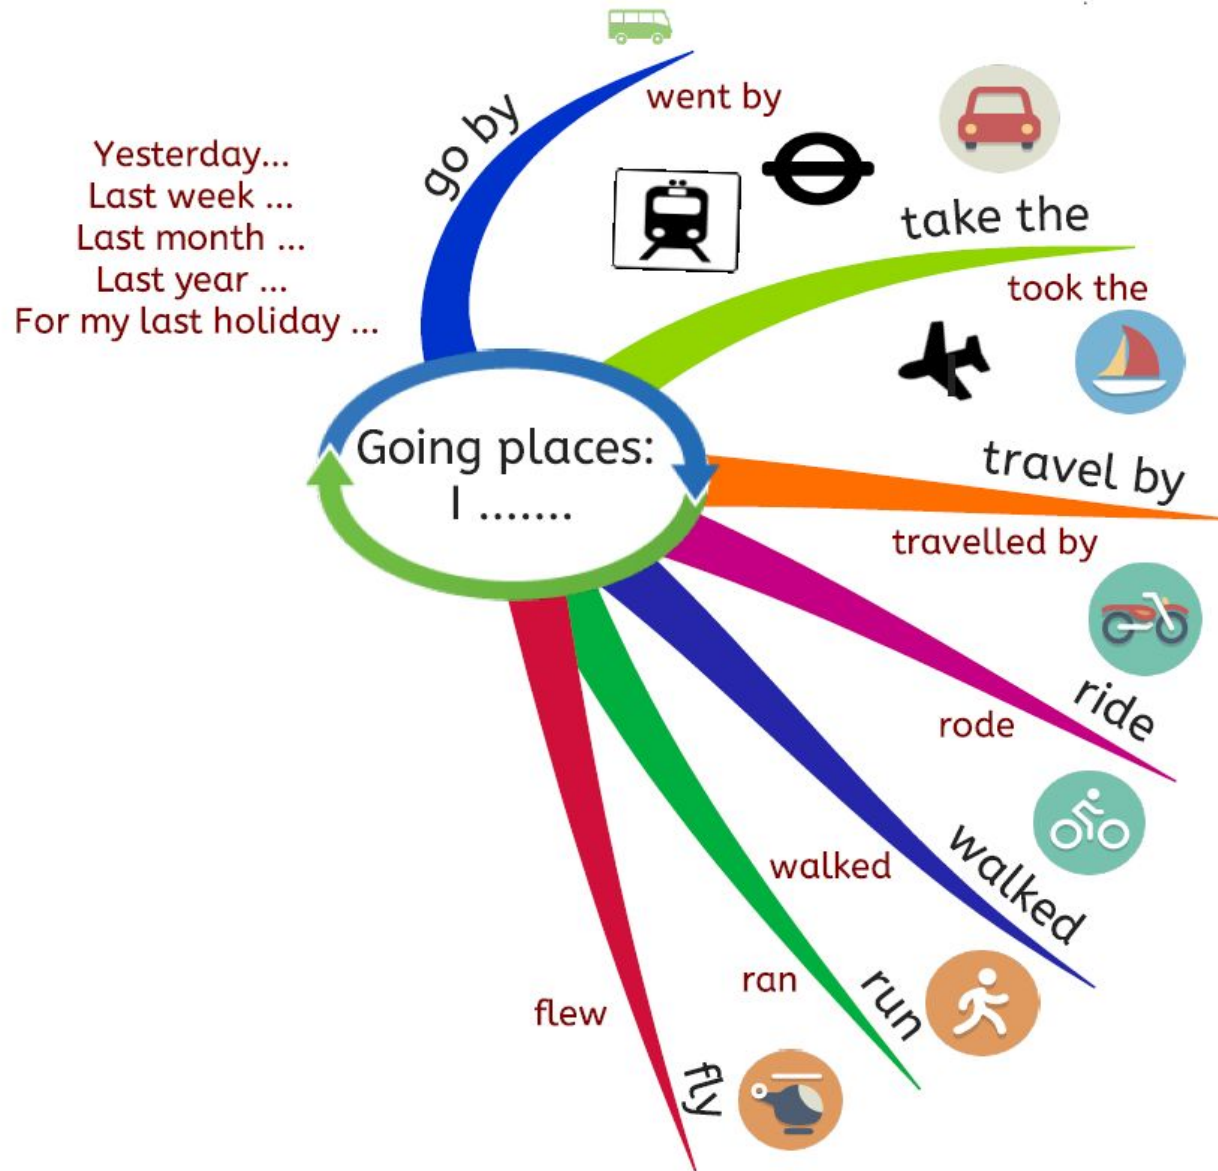 go by
went by
Yesterday...
Last week ...
Last month ...
Last year ...
For my last holiday ...
take the
took the
Going places:
I .......
travel by
travelled by
ride
rode
walked
walked
run
ran
fly
flew